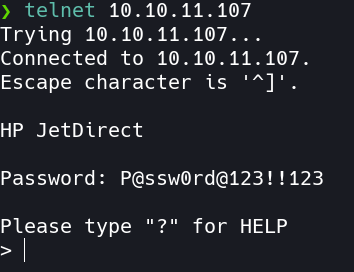 ❯ telnet 10.10.11.107
Trying 10.10.11.107...
Connected to 10.10.11.107.
Escape character is '^]'.
HP JetDirect
Password: P@ssw0rd@123!!123
Please type "?" for HELP
>